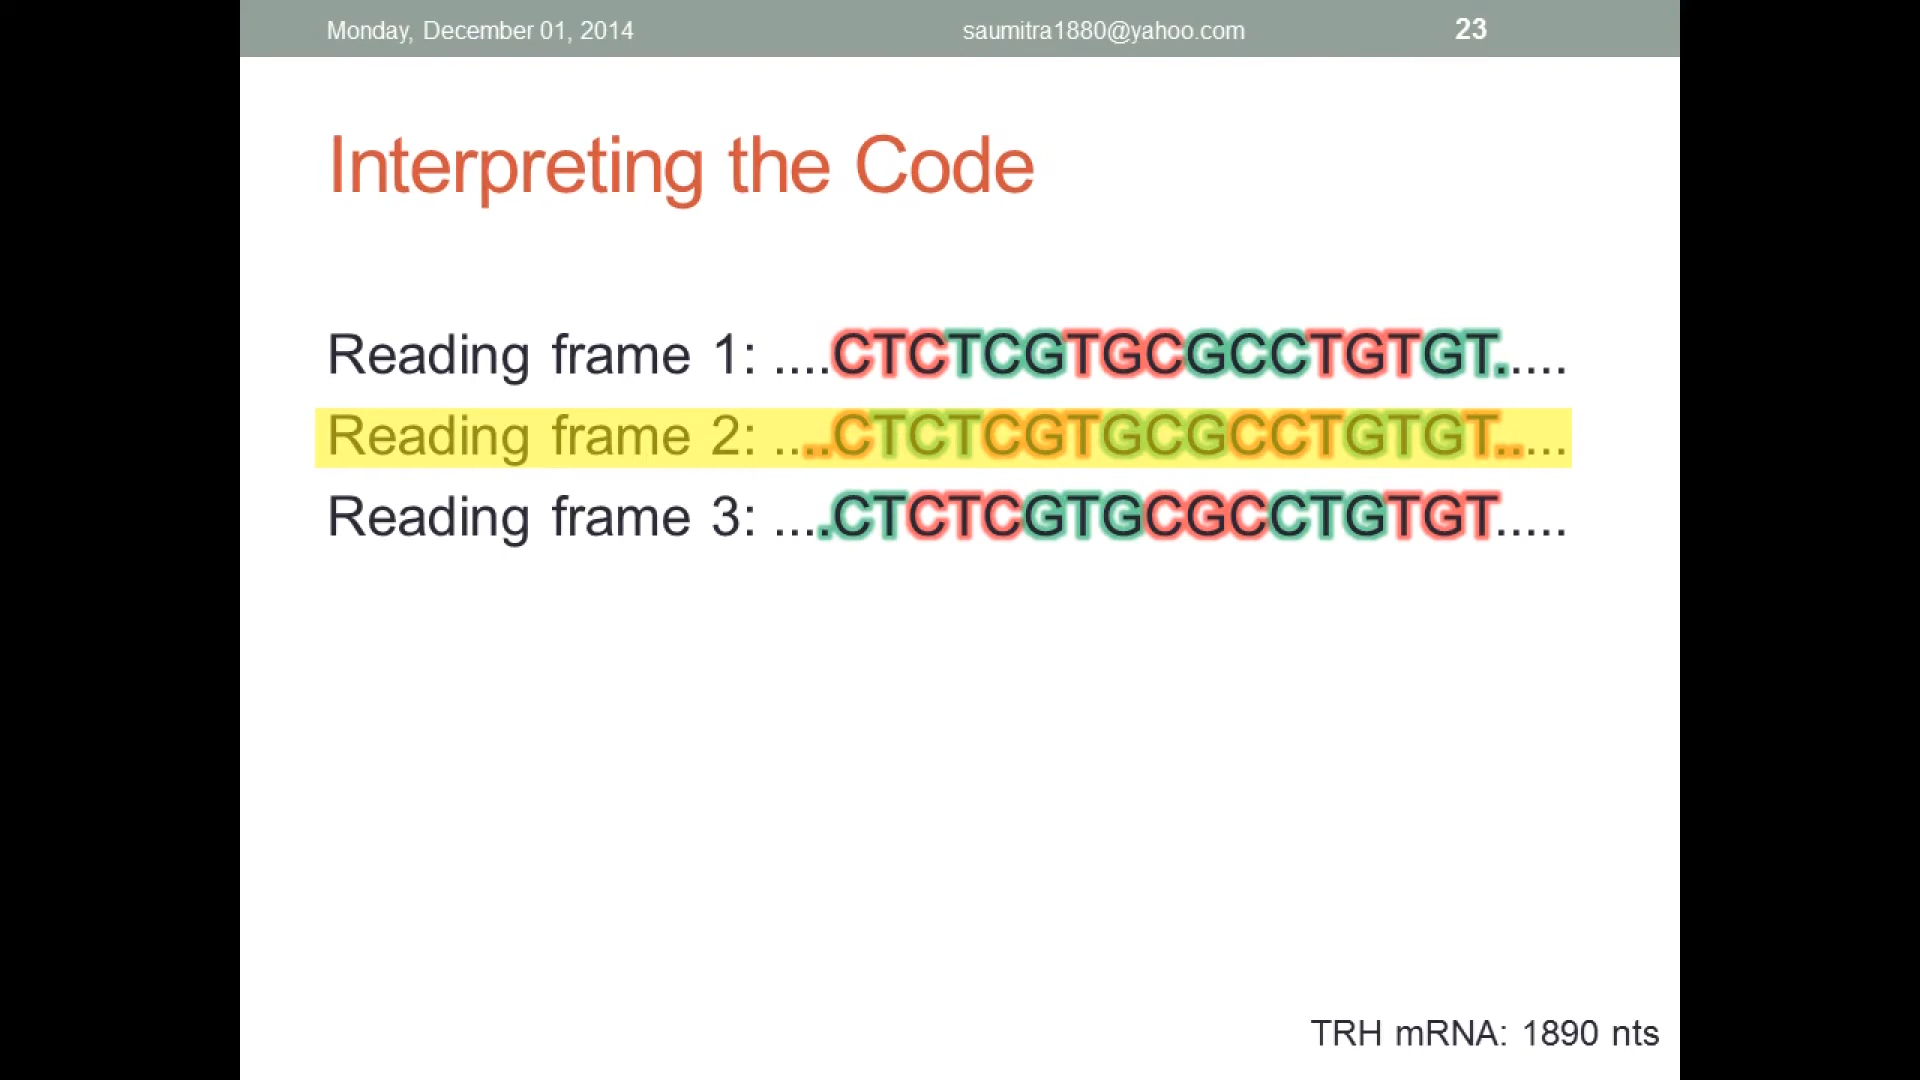 Monday, December 01, 2014 saumitra1880@yahoo.com 23
Interpreting the Code
Reading frame 1: ....CTCTCGTGCGCCTGTGT.....
Reading frame 2: ....CTCTCGTGCGCCTGTGT.....
Reading frame 3: ....CTCTCGTGCGCCTGTGT.....
TRH mRNA: 1890 nts